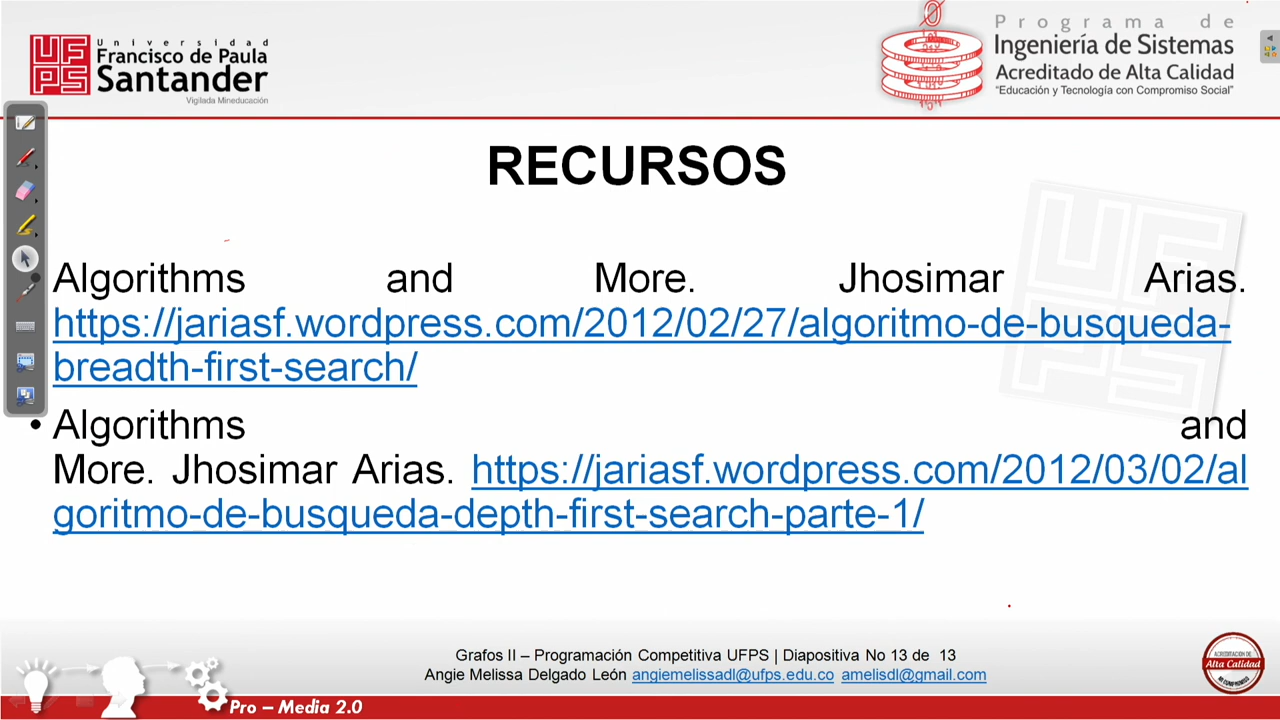 UFPS
Universidad
Francisco de Paula
Santander
Vigilada Mineducación
Programa de
Ingeniería de Sistemas
Acreditado de Alta Calidad
"Educación y Tecnología con Compromiso Social"
RECURSOS
Algorithms and More. Jhosimar Arias.
https://jariasf.wordpress.com/2012/02/27/algoritmo-de-busqueda-
breadth-first-search/
• Algorithms and
More. Jhosimar Arias. https://jariasf.wordpress.com/2012/03/02/al
goritmo-de-busqueda-depth-first-search-parte-1/
Grafos II – Programación Competitiva UFPS | Diapositiva No 13 de 13
Angie Melissa Delgado León angiemelissadl@ufps.edu.co amelisdl@gmail.com
ACREDITACIÓN DE
Alta Calidad
Pro – Media 2.0